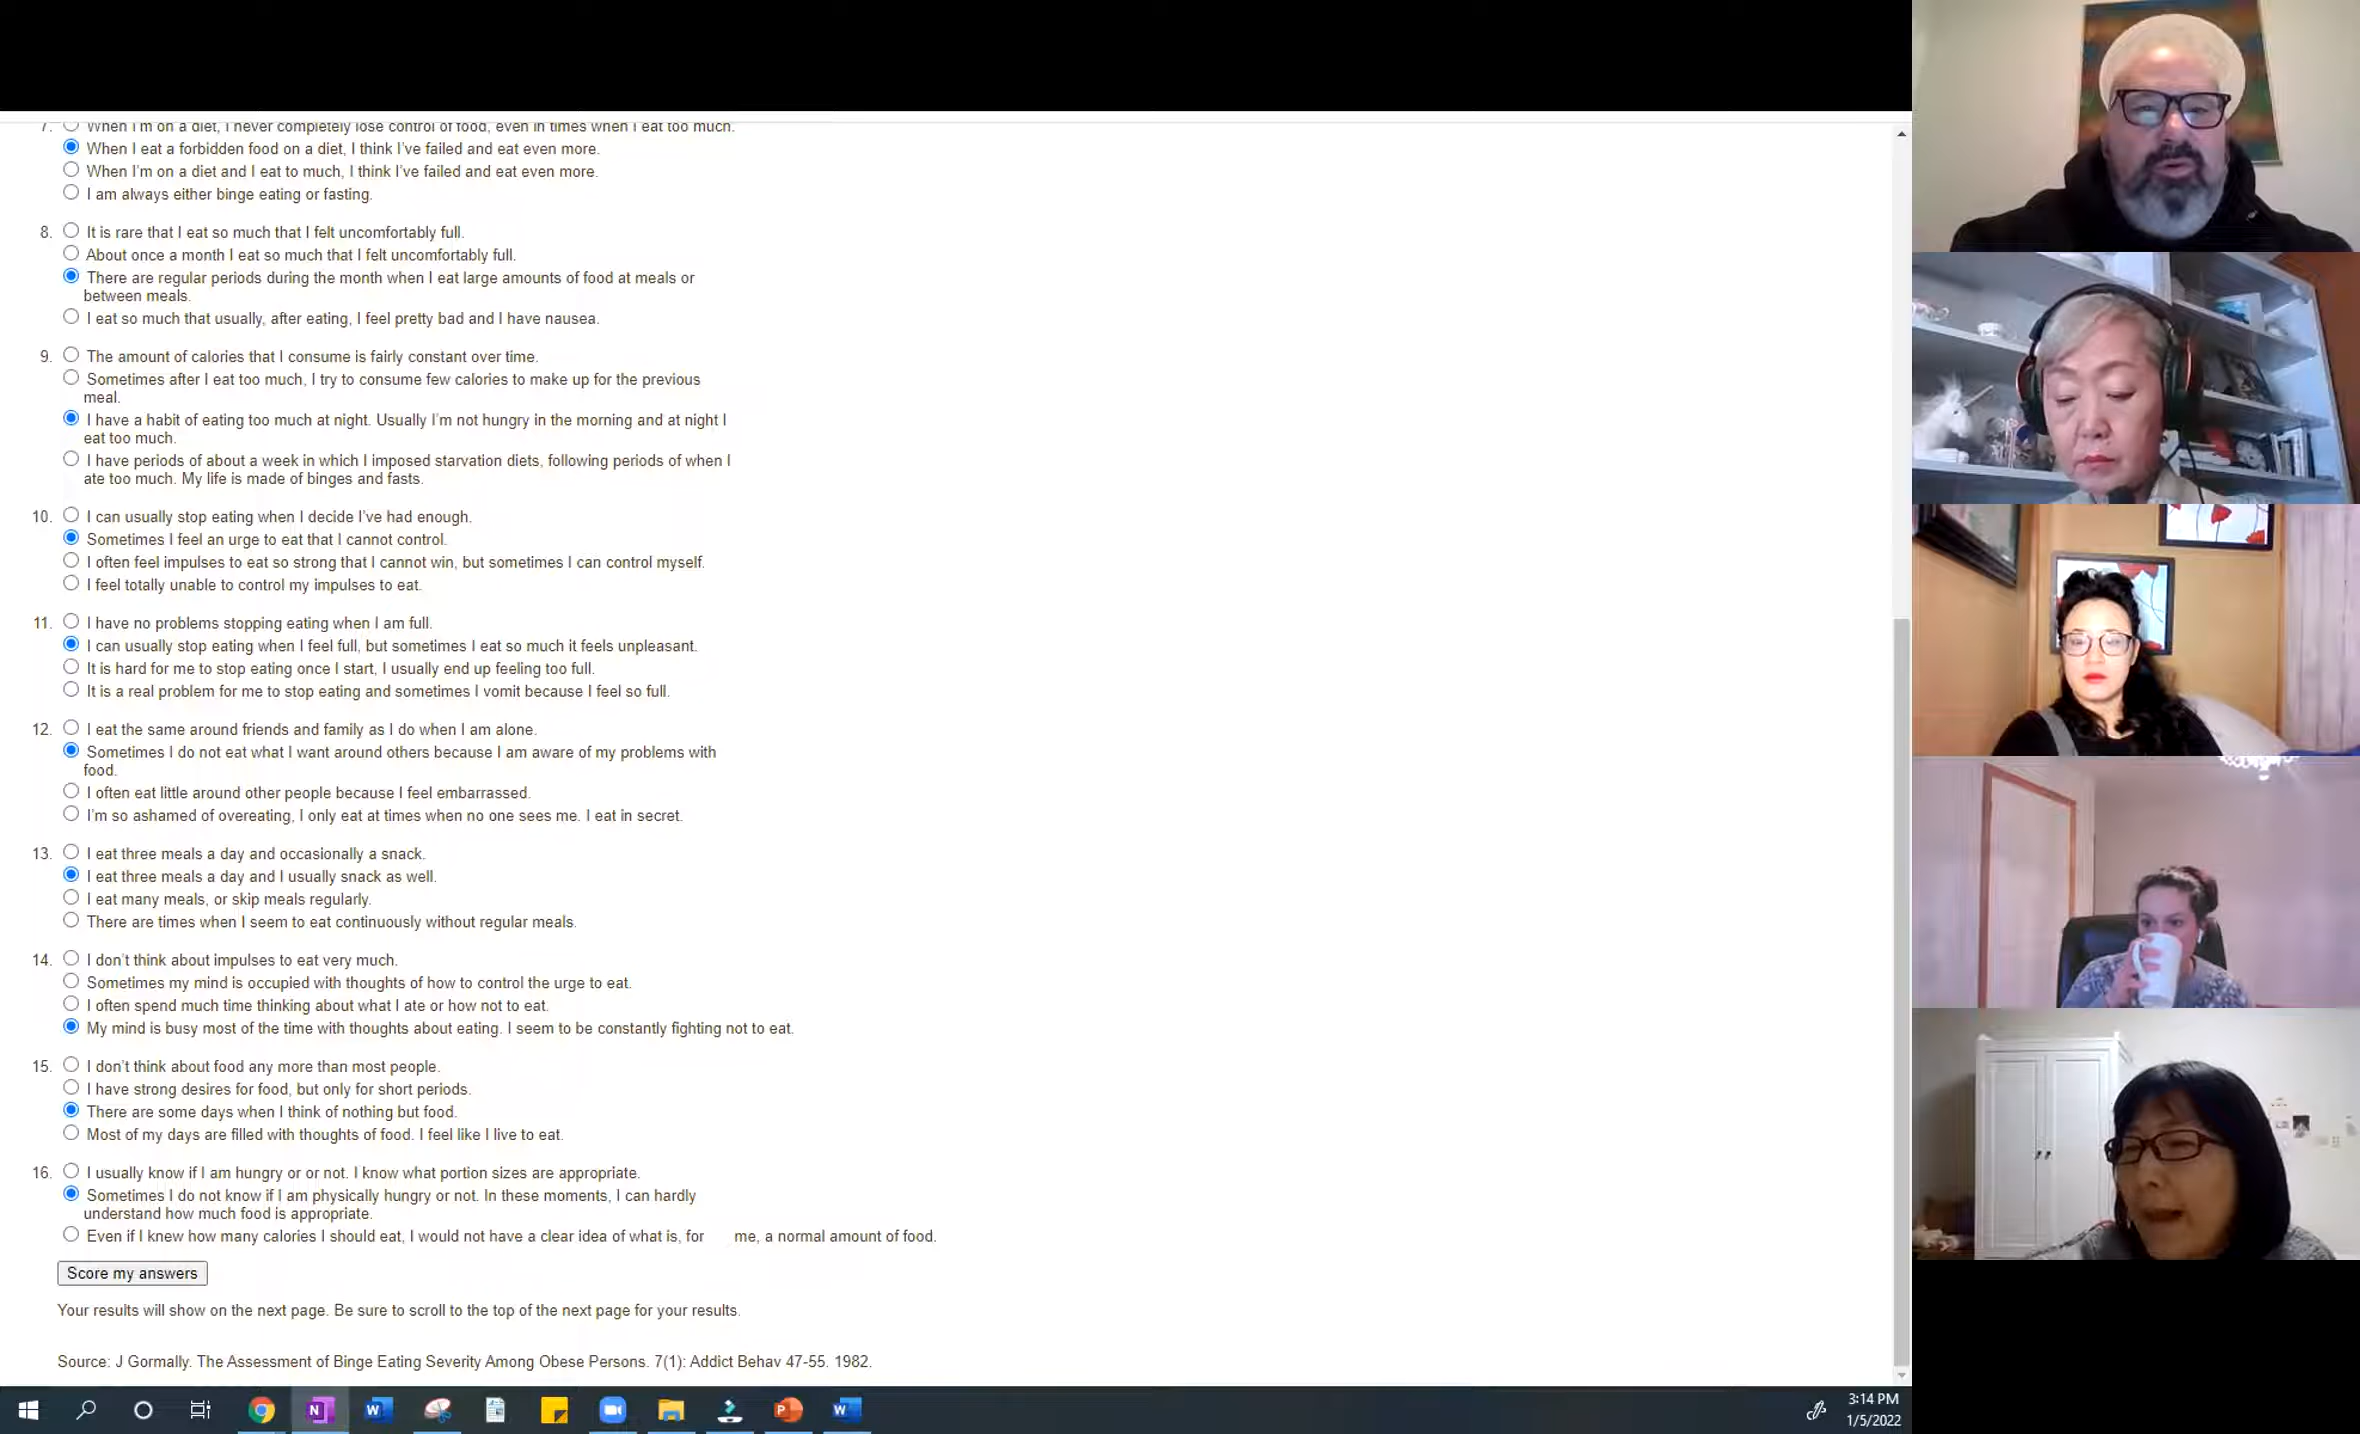 7. When I'm on a diet, I never completely lose control of food, even in times when I eat too much.
When I eat a forbidden food on a diet, I think I've failed and eat even more.
When I'm on a diet and I eat to much, I think I've failed and eat even more.
I am always either binge eating or fasting.
8. It is rare that I eat so much that I felt uncomfortably full.
About once a month I eat so much that I felt uncomfortably full.
There are regular periods during the month when I eat large amounts of food at meals or
between meals.
I eat so much that usually, after eating, I feel pretty bad and I have nausea.
9. The amount of calories that I consume is fairly constant over time.
Sometimes after I eat too much, I try to consume few calories to make up for the previous
meal.
I have a habit of eating too much at night. Usually I'm not hungry in the morning and at night I
eat too much.
I have periods of about a week in which I imposed starvation diets, following periods of when I
ate too much. My life is made of binges and fasts.
10. I can usually stop eating when I decide I've had enough.
Sometimes I feel an urge to eat that I cannot control.
I often feel impulses to eat so strong that I cannot win, but sometimes I can control myself.
I feel totally unable to control my impulses to eat.
11. I have no problems stopping eating when I am full.
I can usually stop eating when I feel full, but sometimes I eat so much it feels unpleasant.
It is hard for me to stop eating once I start, I usually end up feeling too full.
It is a real problem for me to stop eating and sometimes I vomit because I feel so full.
12. I eat the same around friends and family as I do when I am alone.
Sometimes I do not eat what I want around others because I am aware of my problems with
food.
I often eat little around other people because I feel embarrassed.
I'm so ashamed of overeating, I only eat at times when no one sees me. I eat in secret.
13. I eat three meals a day and occasionally a snack.
I eat three meals a day and I usually snack as well.
I eat many meals, or skip meals regularly.
There are times when I seem to eat continuously without regular meals.
14. I don't think about impulses to eat very much.
Sometimes my mind is occupied with thoughts of how to control the urge to eat.
I often spend much time thinking about what I ate or how not to eat.
My mind is busy most of the time with thoughts about eating. I seem to be constantly fighting not to eat.
15. I don't think about food any more than most people.
I have strong desires for food, but only for short periods.
There are some days when I think of nothing but food.
Most of my days are filled with thoughts of food. I feel like I live to eat.
16. I usually know if I am hungry or or not. I know what portion sizes are appropriate.
Sometimes I do not know if I am physically hungry or not. In these moments, I can hardly
understand how much food is appropriate.
Even if I knew how many calories I should eat, I would not have a clear idea of what is, for me, a normal amount of food.
Score my answers
Your results will show on the next page. Be sure to scroll to the top of the next page for your results.
Source: J Gormally. The Assessment of Binge Eating Severity Among Obese Persons. 7(1): Addict Behav 47-55. 1982.
3:14 PM
1/5/2022